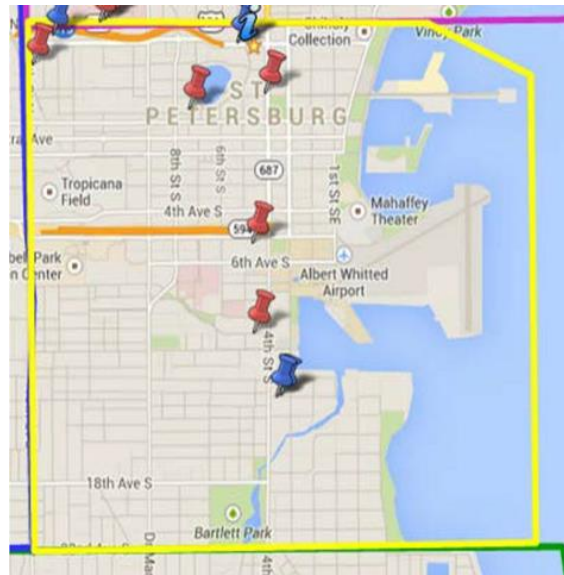 Collection
Vinoy Park
ST
PETERSBURG
Ave
8th St S
6th St S
687
1st St SE
Tropicana
Field
4th Ave S
Mahaffey
Theater
594
Park
Center
6th Ave S
Albert Whitted
Airport
4th St S
18th Ave S
Bartlett Park
4th